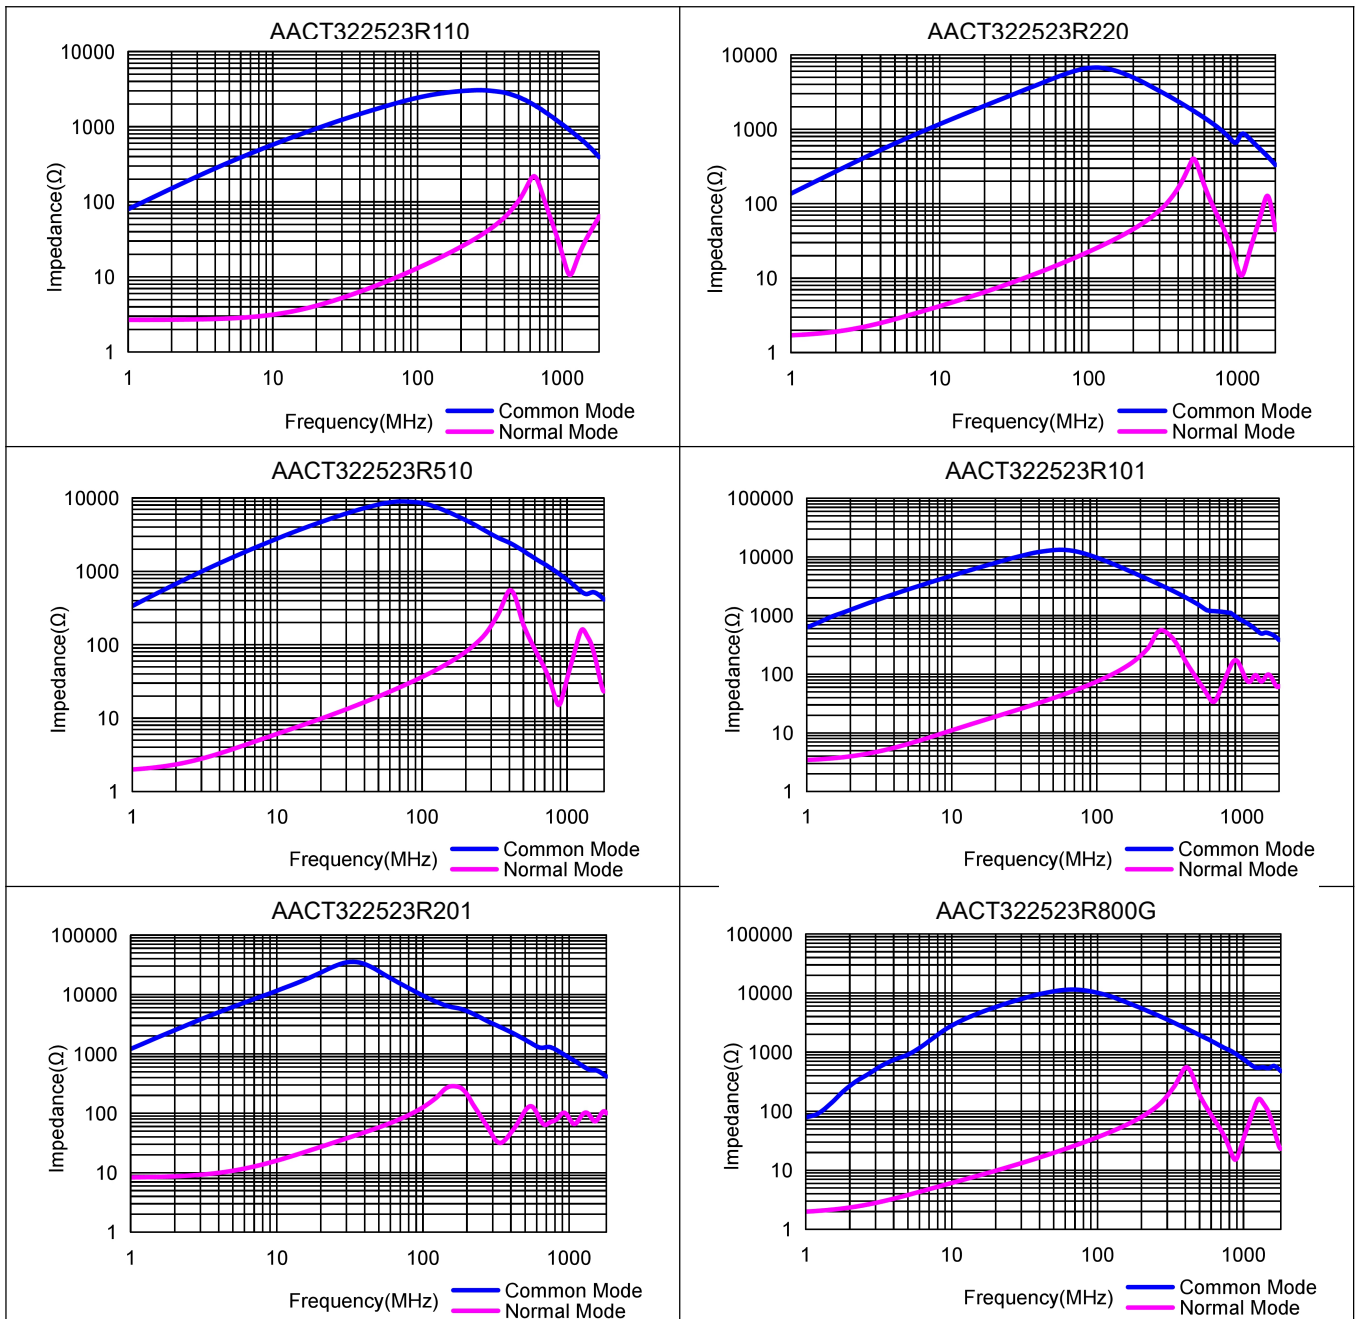 AACT322523R110
10000
1000
100
10
1
Impedance(Ω)
1 10 100 1000
Frequency(MHz)
Common Mode
Normal Mode
AACT322523R220
10000
1000
100
10
1
Impedance(Ω)
1 10 100 1000
Frequency(MHz)
Common Mode
Normal Mode
AACT322523R510
10000
1000
100
10
1
Impedance(Ω)
1 10 100 1000
Frequency(MHz)
Common Mode
Normal Mode
AACT322523R101
100000
10000
1000
100
10
1
Impedance(Ω)
1 10 100 1000
Frequency(MHz)
Common Mode
Normal Mode
AACT322523R201
100000
10000
1000
100
10
1
Impedance(Ω)
1 10 100 1000
Frequency(MHz)
Common Mode
Normal Mode
AACT322523R800G
100000
10000
1000
100
10
1
Impedance(Ω)
1 10 100 1000
Frequency(MHz)
Common Mode
Normal Mode